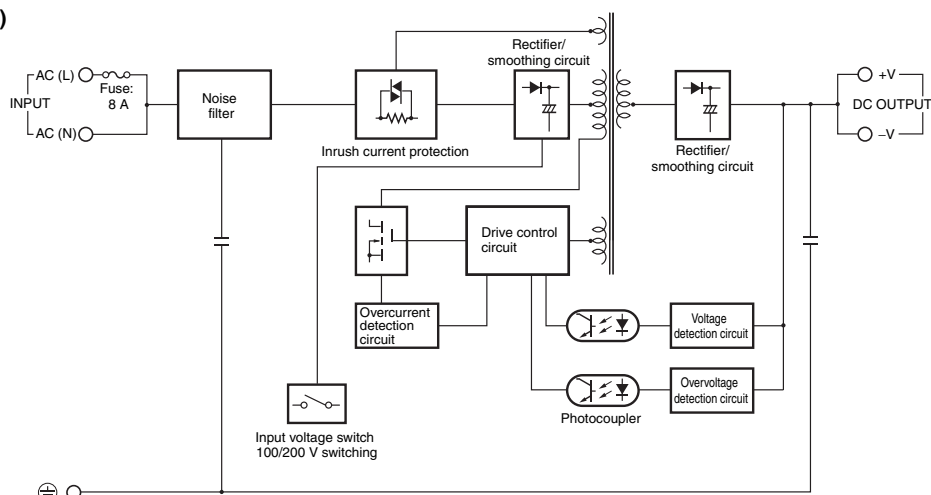 )
AC (L)
Fuse:
8 A
INPUT
AC (N)
Noise
filter
Inrush current protection
Rectifier/
smoothing circuit
Rectifier/
smoothing circuit
+V
DC OUTPUT
–V
Drive control
circuit
Overcurrent
detection
circuit
Voltage
detection circuit
Overvoltage
detection circuit
Photocoupler
Input voltage switch
100/200 V switching